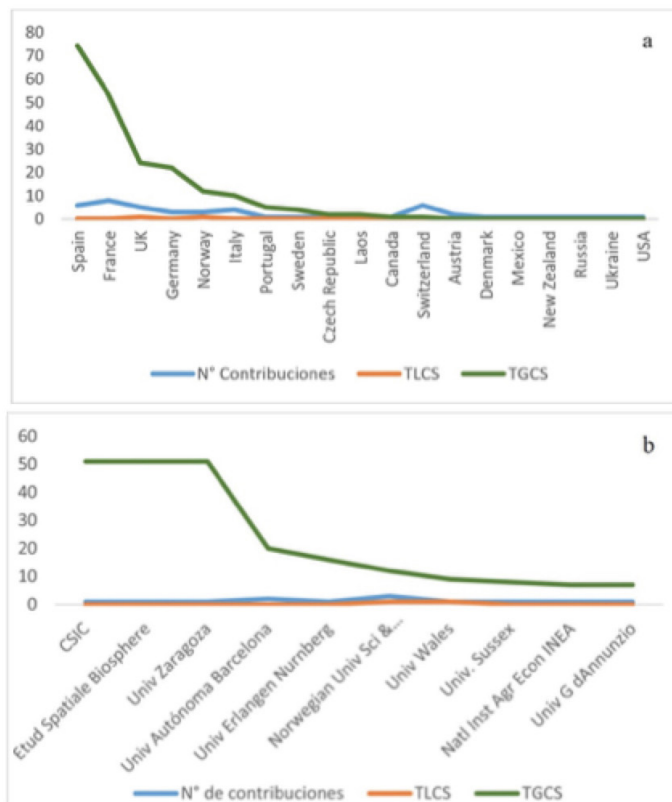 a
80
70
60
50
40
30
20
10
0
Spain
France
UK
Germany
Norway
Italy
Portugal
Sweden
Czech Republic
Laos
Canada
Switzerland
Austria
Denmark
Mexico
New Zealand
Russia
Ukraine
USA
N° Contribuciones TLCS TGCS
b
60
50
40
30
20
10
0
CSIC
Etud Spatiale Biosphere
Univ Zaragoza
Univ Autónoma Barcelona
Univ Erlangen Nurnberg
Norwegian Univ Sci &...
Univ Wales
Univ. Sussex
Natl Inst Agr Econ INEA
Univ G dAnnunzio
N° de contribuciones TLCS TGCS